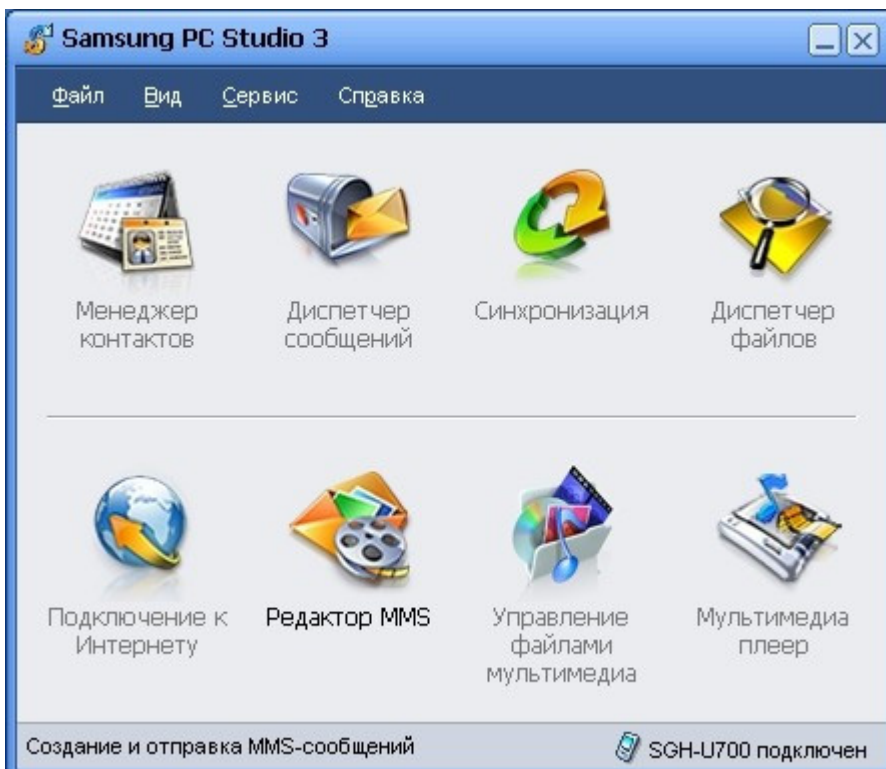 Samsung PC Studio 3
Файл Вид Сервис Справка
Менеджер контактов
Диспетчер сообщений
Синхронизация
Диспетчер файлов
Подключение к Интернету
Редактор MMS
Управление файлами мультимедиа
Мультимедиа плеер
Создание и отправка MMS-сообщений
SGH-U700 подключен